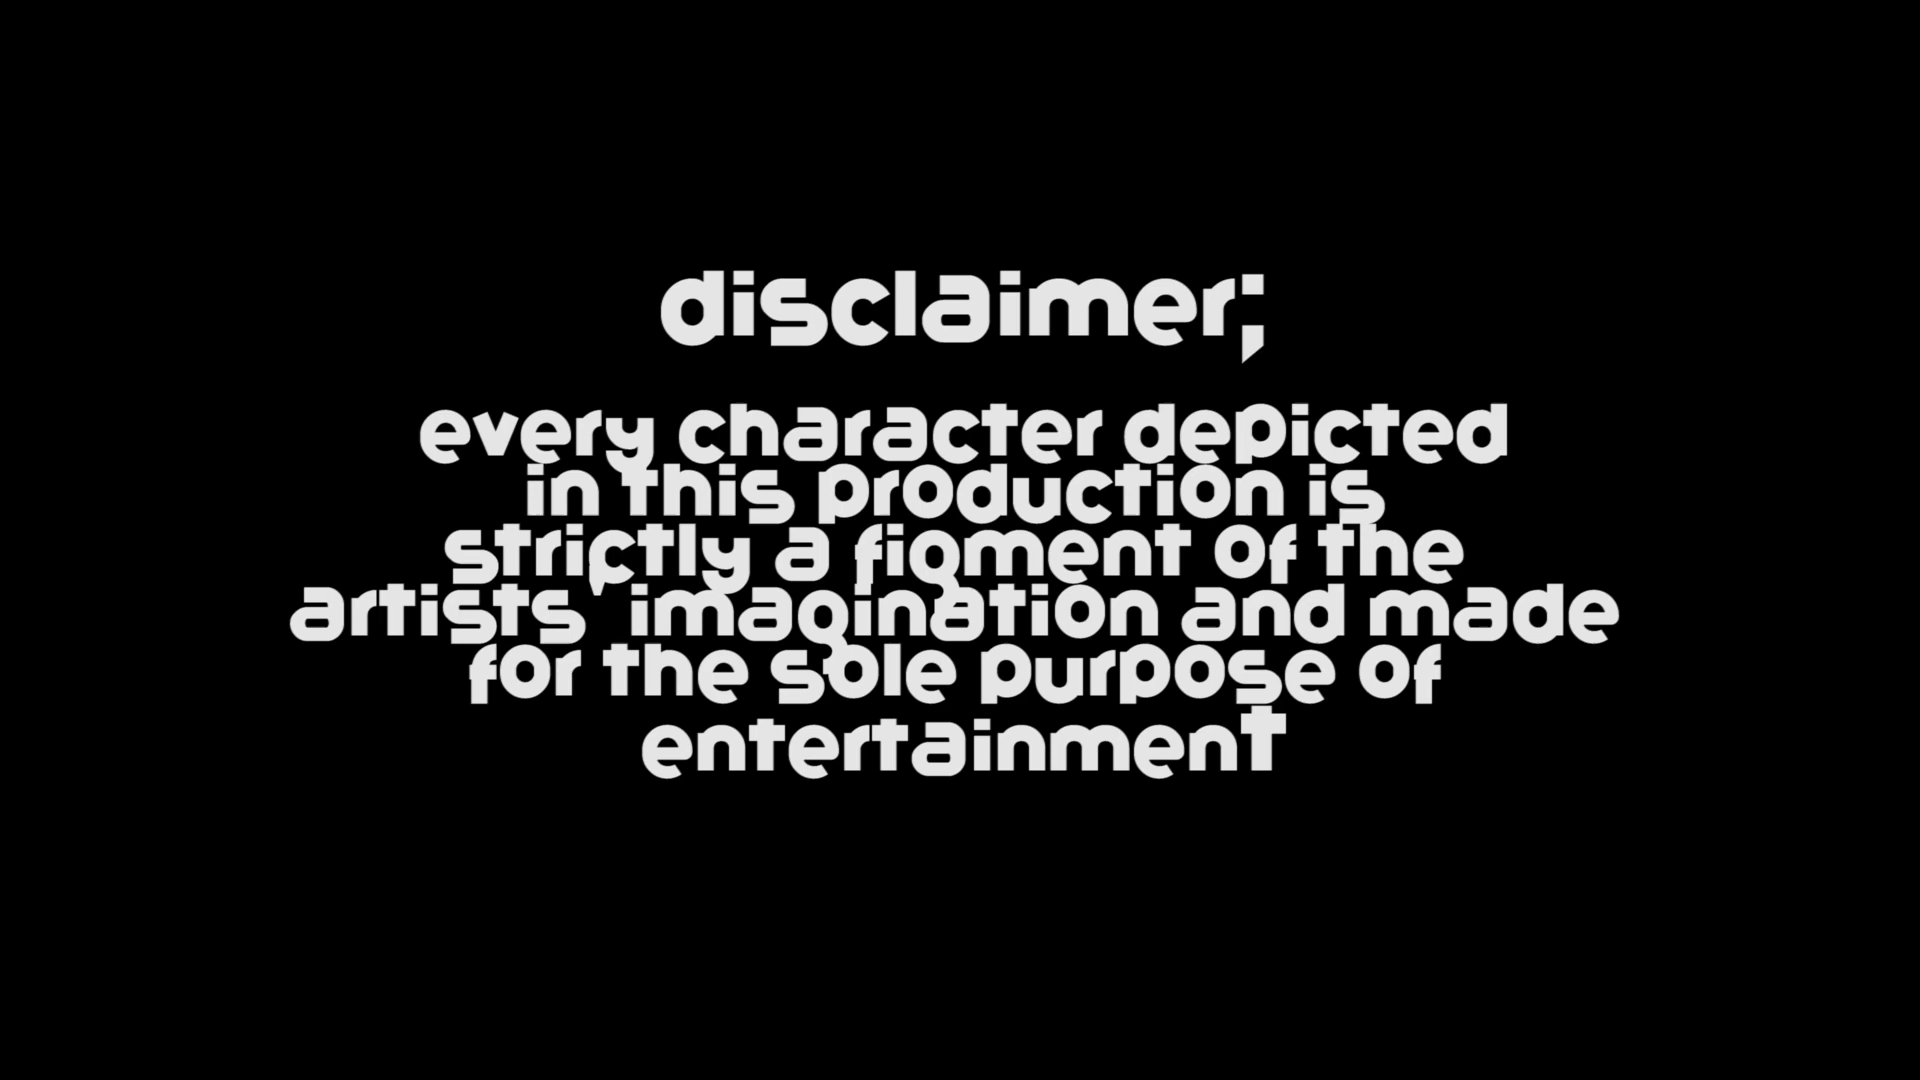 disclaimer;
every character depicted
in this production is
strictly a figment of the
artists' imagination and made
for the sole purpose of
entertainment